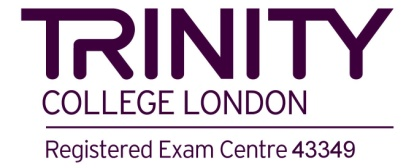 TRINITY
COLLEGE LONDON
Registered Exam Centre 43349